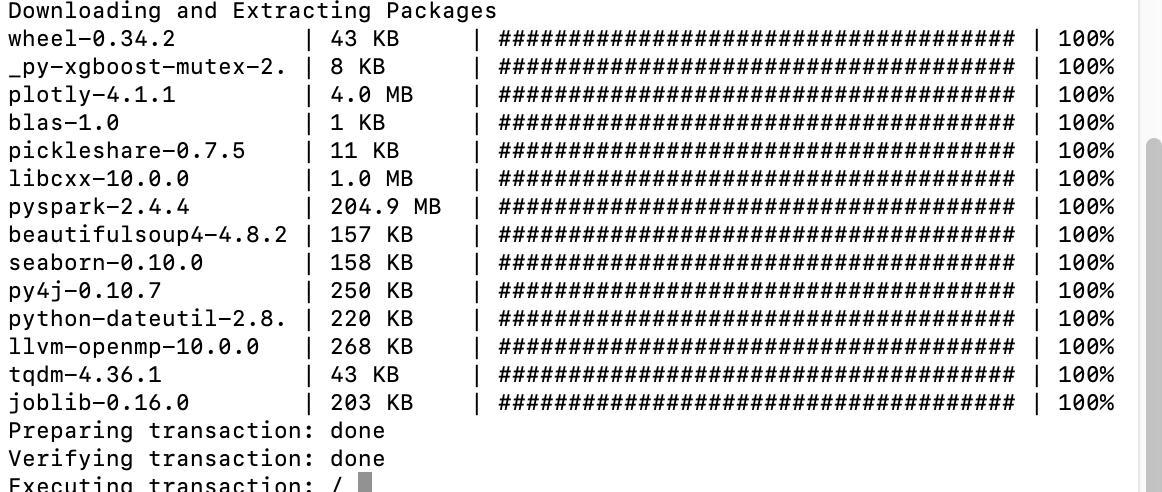 Downloading and Extracting Packages
wheel-0.34.2         | 43 KB     | ##################################### | 100%
_py-xgboost-mutex-2. | 8 KB      | ##################################### | 100%
plotly-4.1.1         | 4.0 MB    | ##################################### | 100%
blas-1.0             | 1 KB      | ##################################### | 100%
pickleshare-0.7.5    | 11 KB     | ##################################### | 100%
libcxx-10.0.0        | 1.0 MB    | ##################################### | 100%
pyspark-2.4.4        | 204.9 MB  | ##################################### | 100%
beautifulsoup4-4.8.2 | 157 KB    | ##################################### | 100%
seaborn-0.10.0       | 158 KB    | ##################################### | 100%
py4j-0.10.7          | 250 KB    | ##################################### | 100%
python-dateutil-2.8. | 220 KB    | ##################################### | 100%
llvm-openmp-10.0.0   | 268 KB    | ##################################### | 100%
tqdm-4.36.1          | 43 KB     | ##################################### | 100%
joblib-0.16.0        | 203 KB    | ##################################### | 100%
Preparing transaction: done
Verifying transaction: done
Executing transaction: /